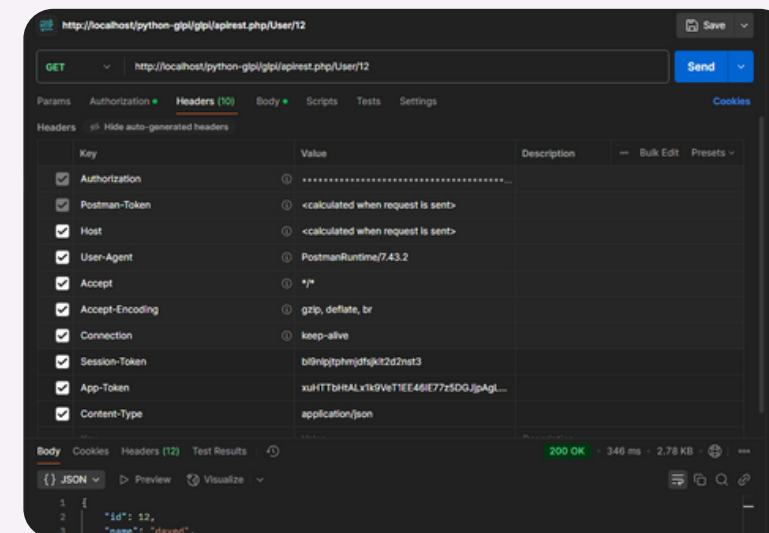 http://localhost/python-glpi/glpi/apirest.php/User/12 Save
GET http://localhost/python-glpi/glpi/apirest.php/User/12 Send
Params Authorization Headers (10) Body Scripts Tests Settings Cookies
Headers Hide auto-generated headers
Key Value Description Bulk Edit Presets
Authorization
Postman-Token <calculated when request is sent>
Host <calculated when request is sent>
User-Agent PostmanRuntime/7.43.2
Accept */*
Accept-Encoding gzip, deflate, br
Connection keep-alive
Session-Token
App-Token
Content-Type application/json
Body Cookies Headers (12) Test Results 200 OK 346 ms 2.78 KB
{} JSON Preview Visualize
1 {
2 "id": 12,
3 "name": "dayed",